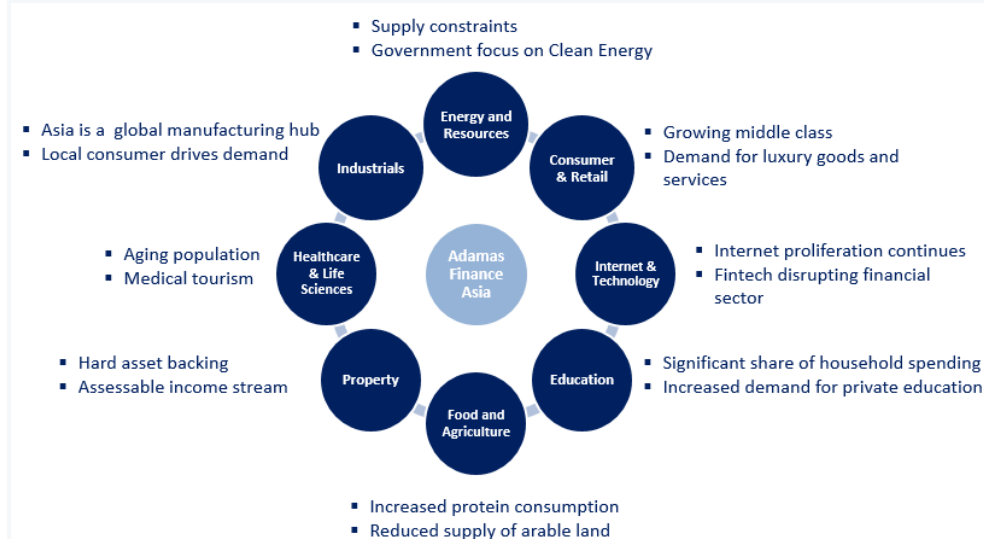 ▪ Supply constraints
▪ Government focus on Clean Energy
Energy and
Resources
▪ Asia is a global manufacturing hub
▪ Local consumer drives demand
Industrials
Consumer
& Retail
▪ Growing middle class
▪ Demand for luxury goods and
services
▪ Aging population
▪ Medical tourism
Healthcare
& Life
Sciences
Adamas
Finance
Asia
Internet &
Technology
▪ Internet proliferation continues
▪ Fintech disrupting financial
sector
▪ Hard asset backing
▪ Assessable income stream
Property
Education
▪ Significant share of household spending
▪ Increased demand for private education
Food and
Agriculture
▪ Increased protein consumption
▪ Reduced supply of arable land